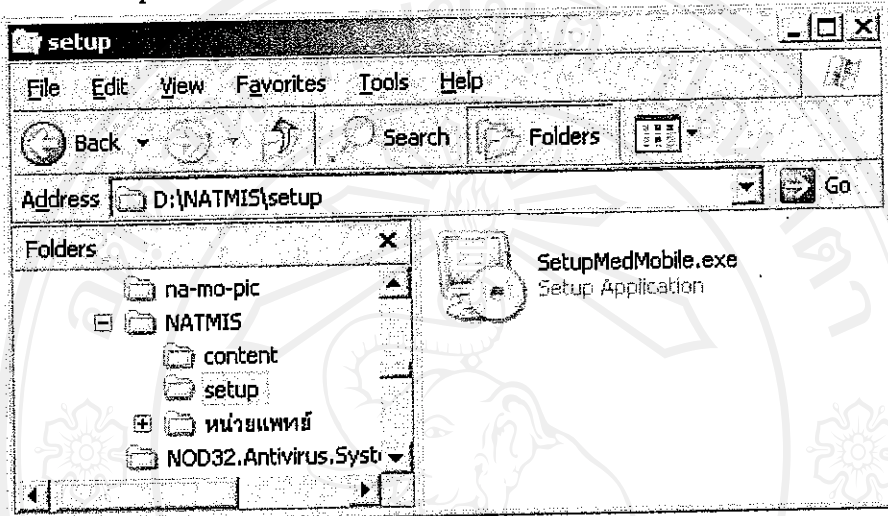 setup
File Edit View Favorites Tools Help
Back Search Folders
Address D:\NATMIS\setup Go
Folders
na-mo-pic
NATMIS
content
setup
หน่วยแพทย์
NOD32.Antivirus.Syst
SetupMedMobile.exe
Setup Application